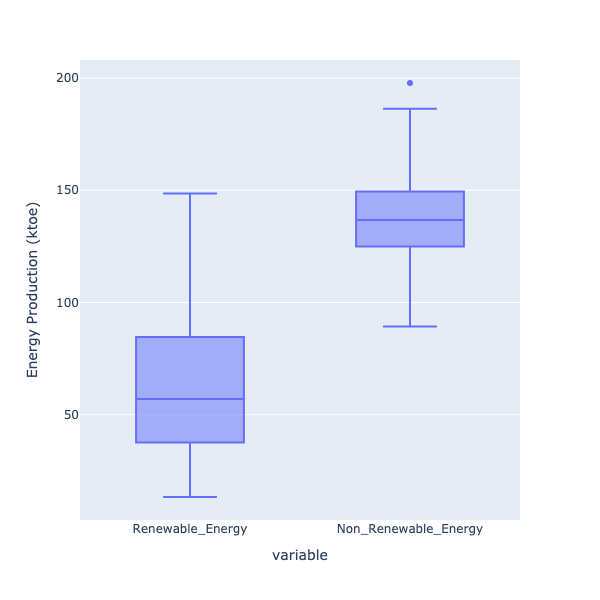 200
150
100
50
Energy Production (ktoe)
Renewable_Energy
Non_Renewable_Energy
variable